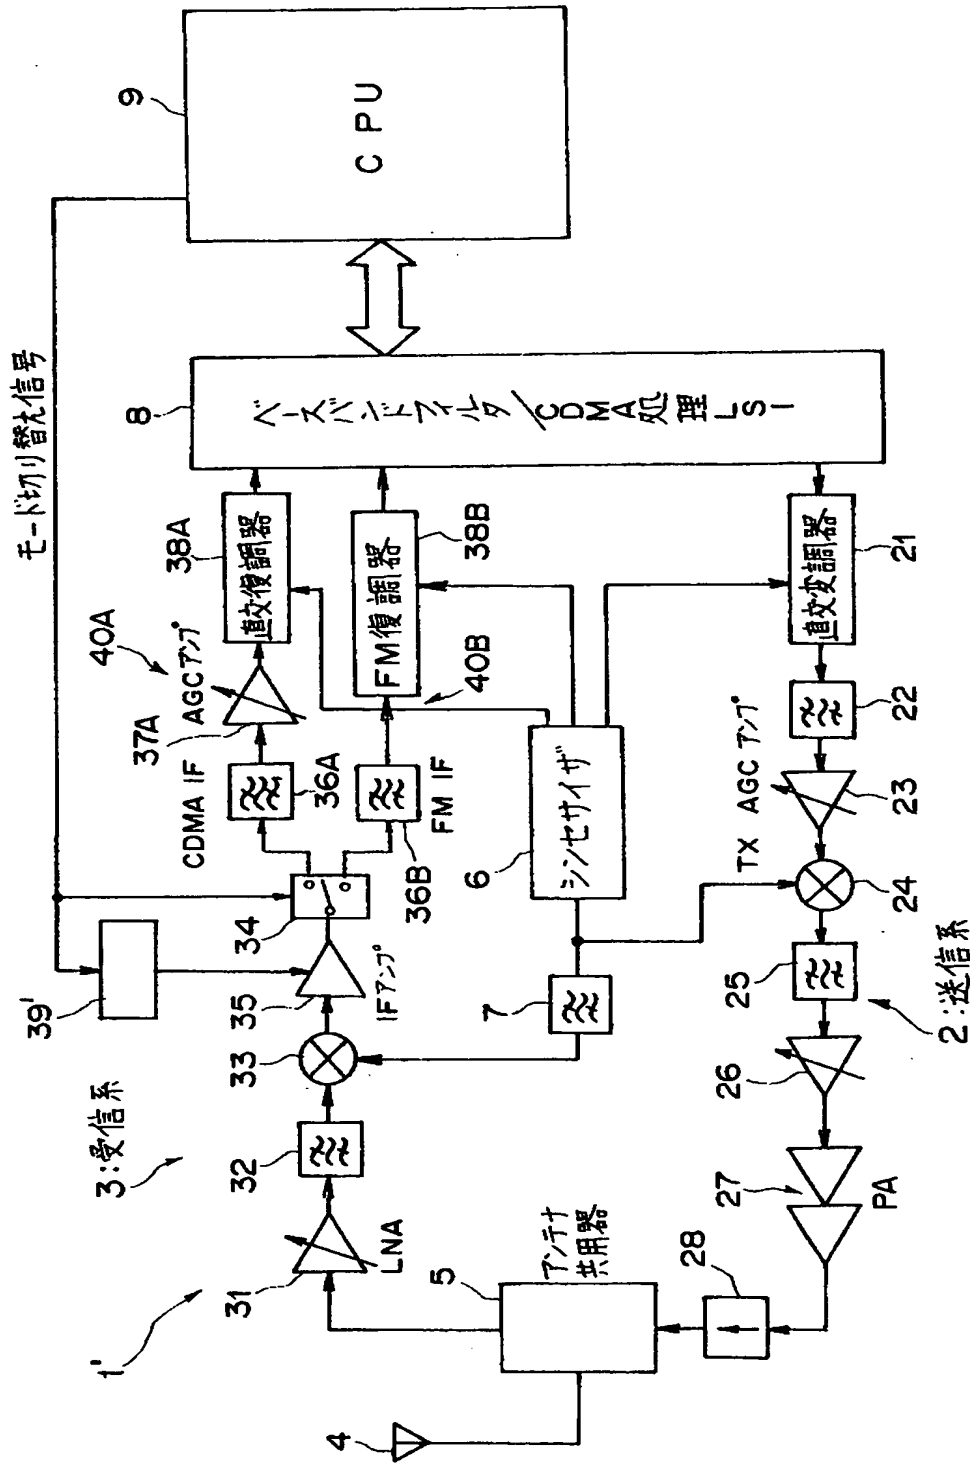 1'
3:受信系
39'
モード切り替え信号
9
CPU
31
LNA
32
33
35
IFアンプ
34
CDMA IF
36A
37A
AGCアンプ
40A
38A
直交復調器
8
ベースバンドフィルタ/CDMA処理LSI
36B
FM IF
40B
FM復調器
38B
4
5
アンテナ
共用器
7
6
シンセサイザ
28
27
PA
26
25
2:送信系
24
TX AGCアンプ
23
22
直交変調器
21